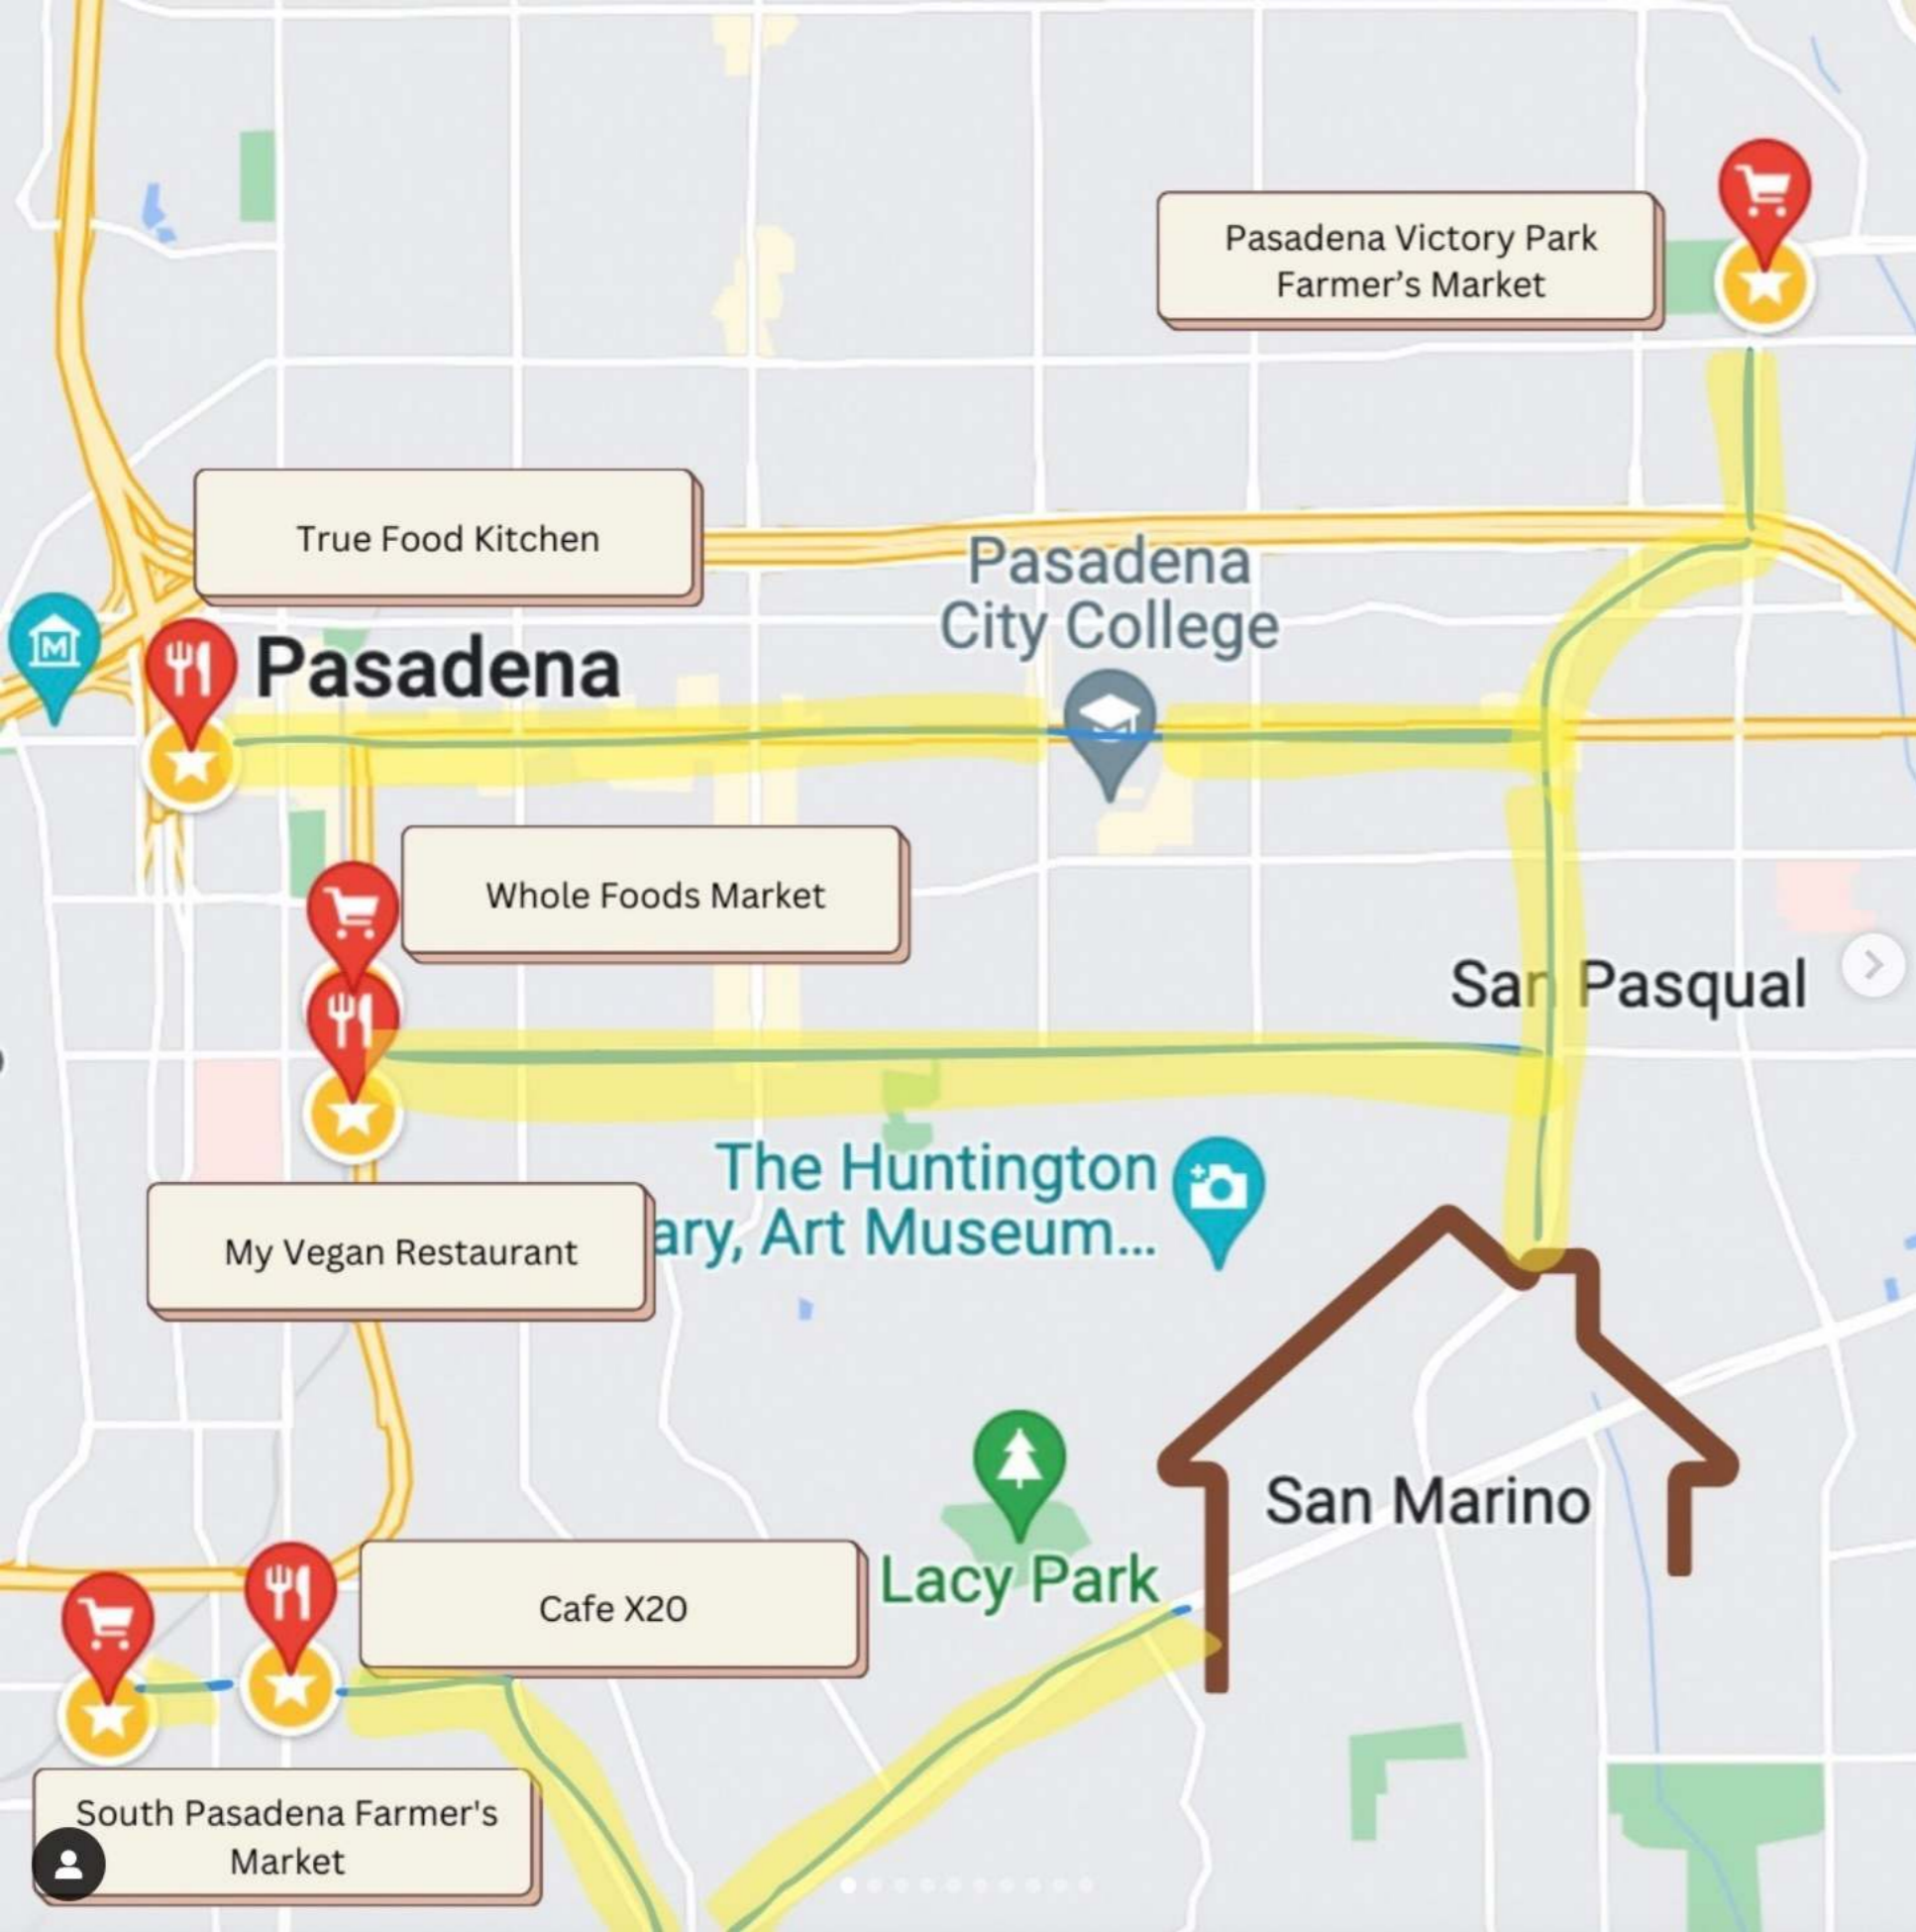 Pasadena Victory Park
Farmer’s Market
True Food Kitchen
Pasadena
City College
Pasadena
Whole Foods Market
San Pasqual
The Huntington
ary, Art Museum...
My Vegan Restaurant
San Marino
Lacy Park
Cafe X20
South Pasadena Farmer's
Market